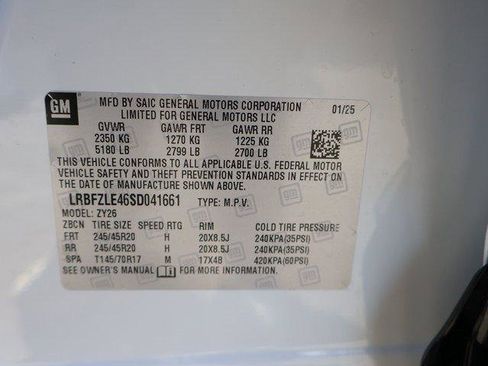 GM
MFD BY SAIC GENERAL MOTORS CORPORATION 01/25
LIMITED FOR GENERAL MOTORS LLC
GVWR GAWR FRT GAWR RR
2350 KG 1270 KG 1225 KG
5180 LB 2799 LB 2700 LB
THIS VEHICLE CONFORMS TO ALL APPLICABLE U.S. FEDERAL MOTOR
VEHICLE SAFETY AND THEFT PREVENTION STANDARDS IN EFFECT ON
THE DATE OF MANUFACTURE SHOWN ABOVE.
LRBFZLE46SD041661 TYPE: M.P.V.
MODEL: ZY26
ZBCN TIRE SIZE SPEED RTG RIM COLD TIRE PRESSURE
FRT 245/45R20 H 20X8.5J 240KPA(35PSI)
RR 245/45R20 H 20X8.5J 240KPA(35PSI)
SPA T145/70R17 M 17X4B 420KPA(60PSI)
SEE OWNER'S MANUAL FOR MORE INFORMATION.